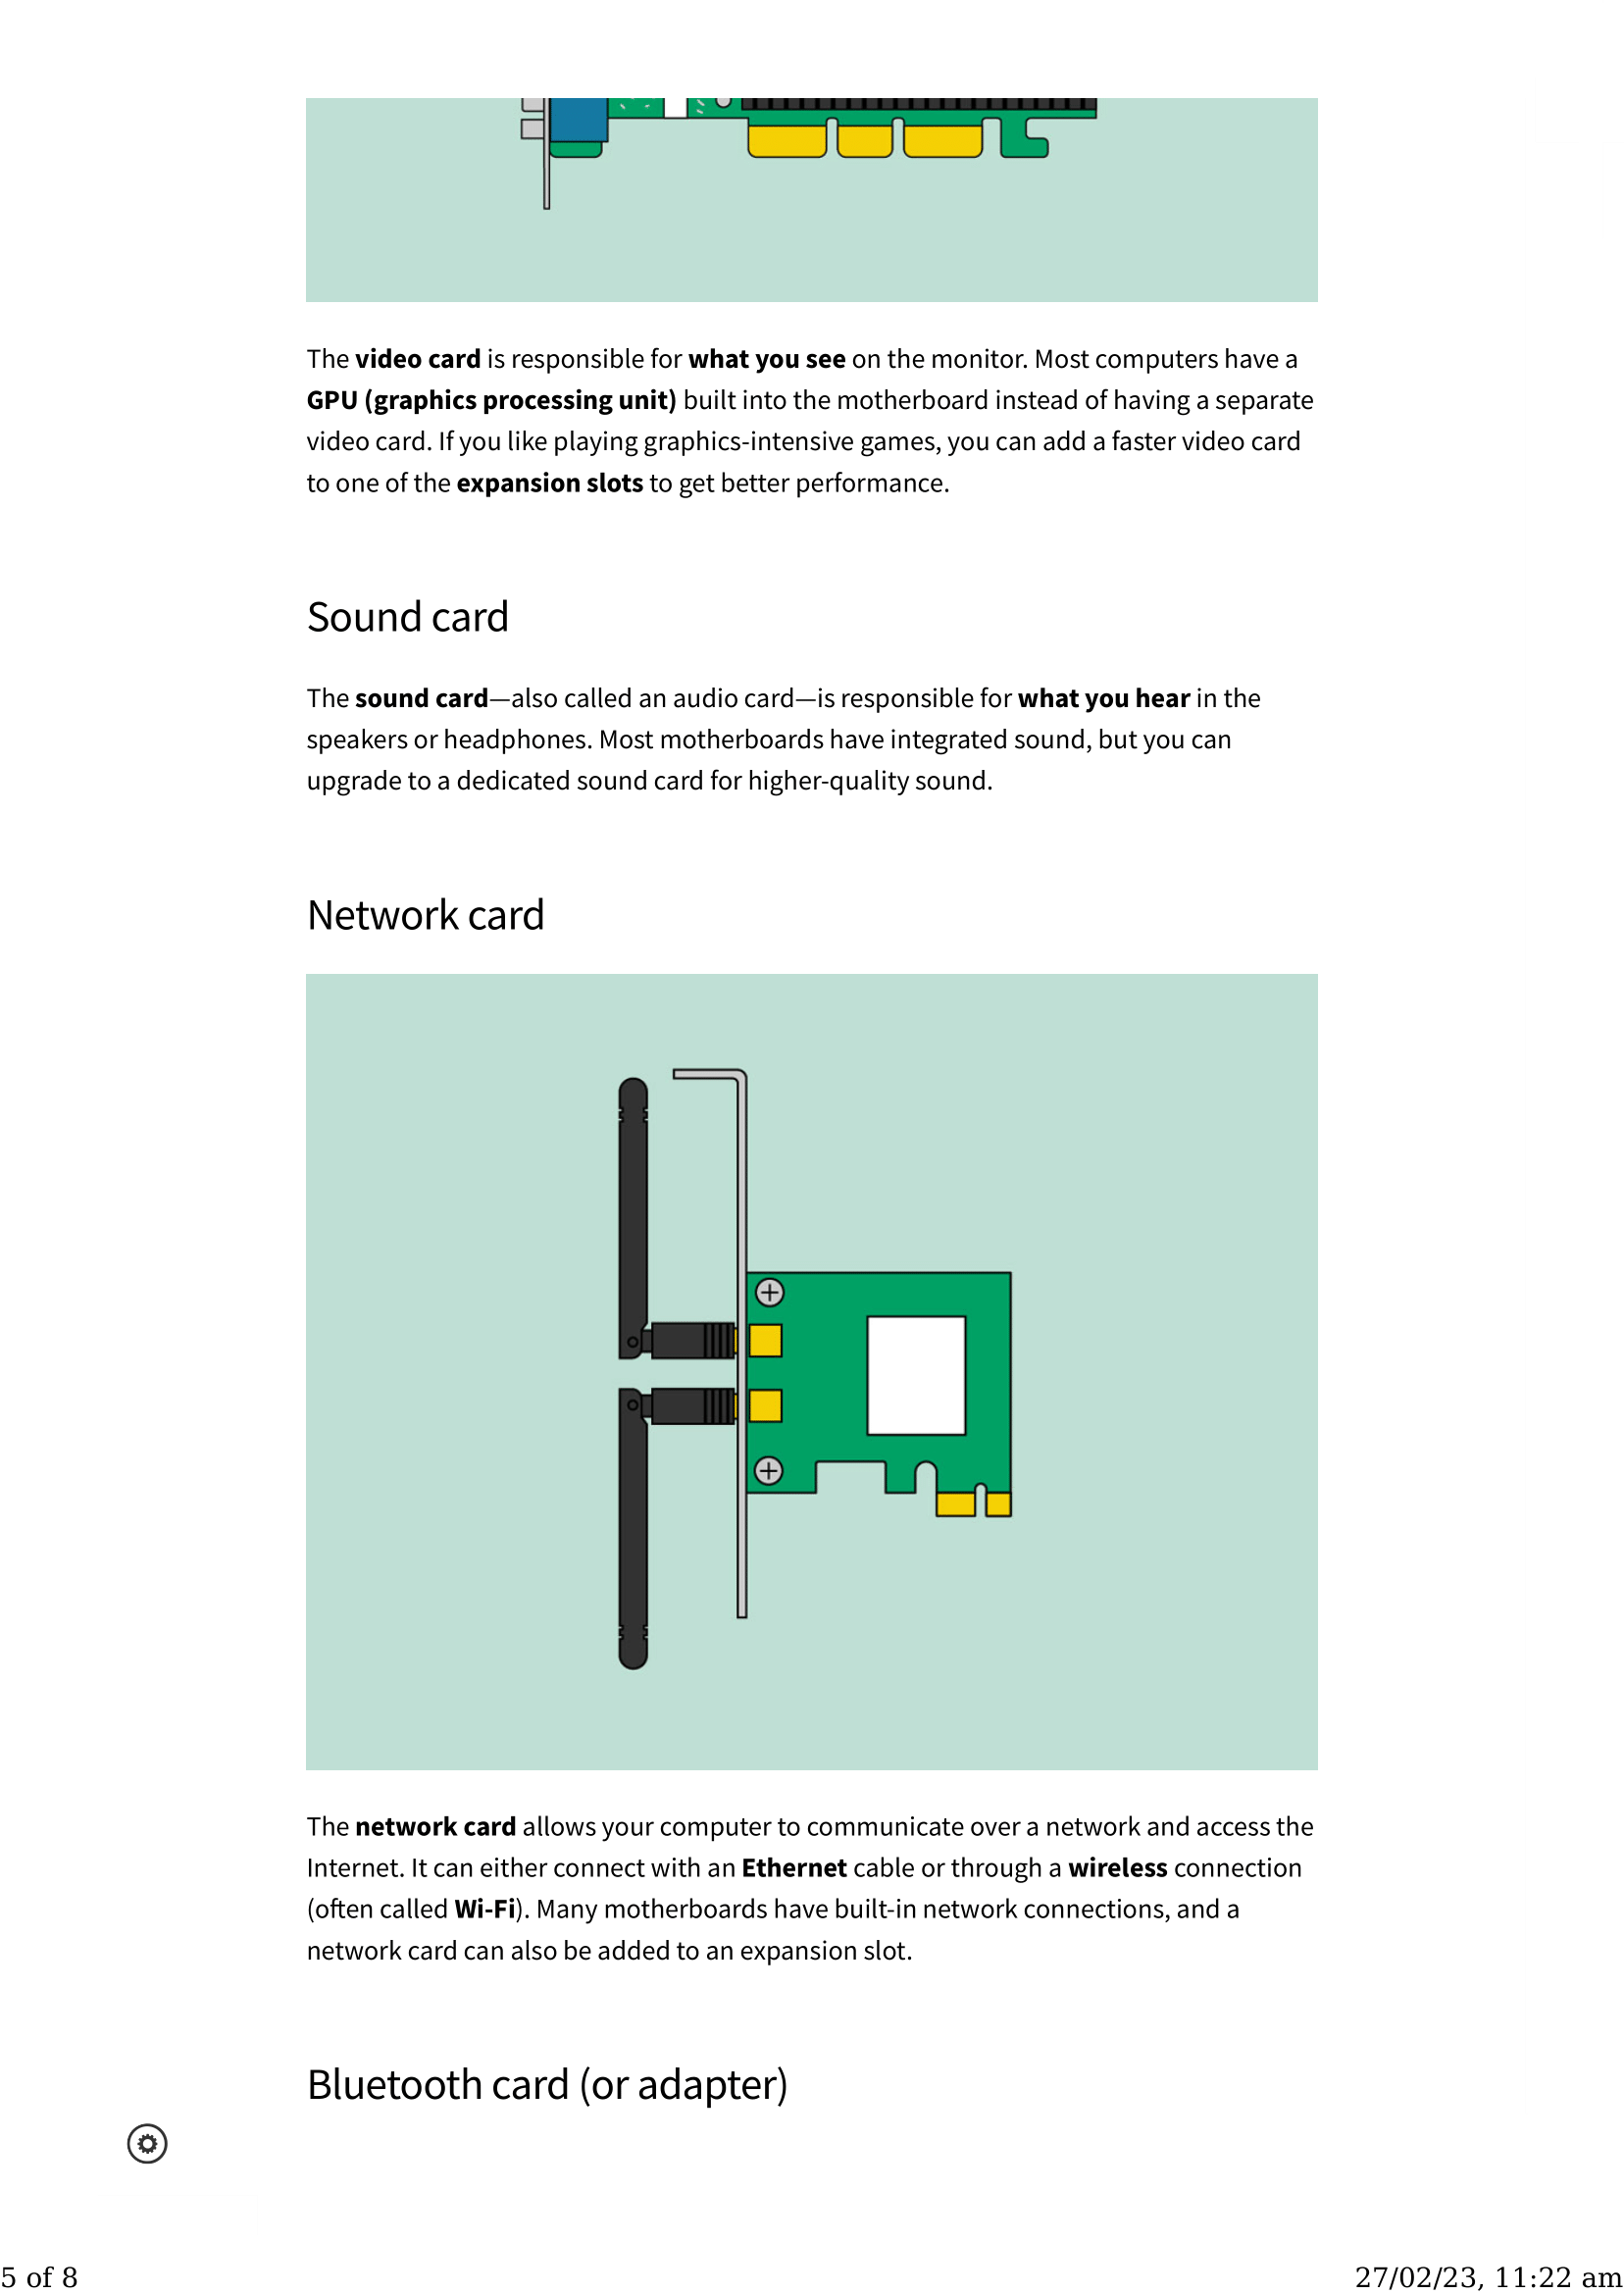 The video card is responsible for what you see on the monitor. Most computers have a
GPU (graphics processing unit) built into the motherboard instead of having a separate
video card. If you like playing graphics-intensive games, you can add a faster video card
to one of the expansion slots to get better performance.
Sound card
The sound card—also called an audio card—is responsible for what you hear in the
speakers or headphones. Most motherboards have integrated sound, but you can
upgrade to a dedicated sound card for higher-quality sound.
Network card
The network card allows your computer to communicate over a network and access the
Internet. It can either connect with an Ethernet cable or through a wireless connection
(often called Wi-Fi). Many motherboards have built-in network connections, and a
network card can also be added to an expansion slot.
Bluetooth card (or adapter)
5 of 8
27/02/23, 11:22 am